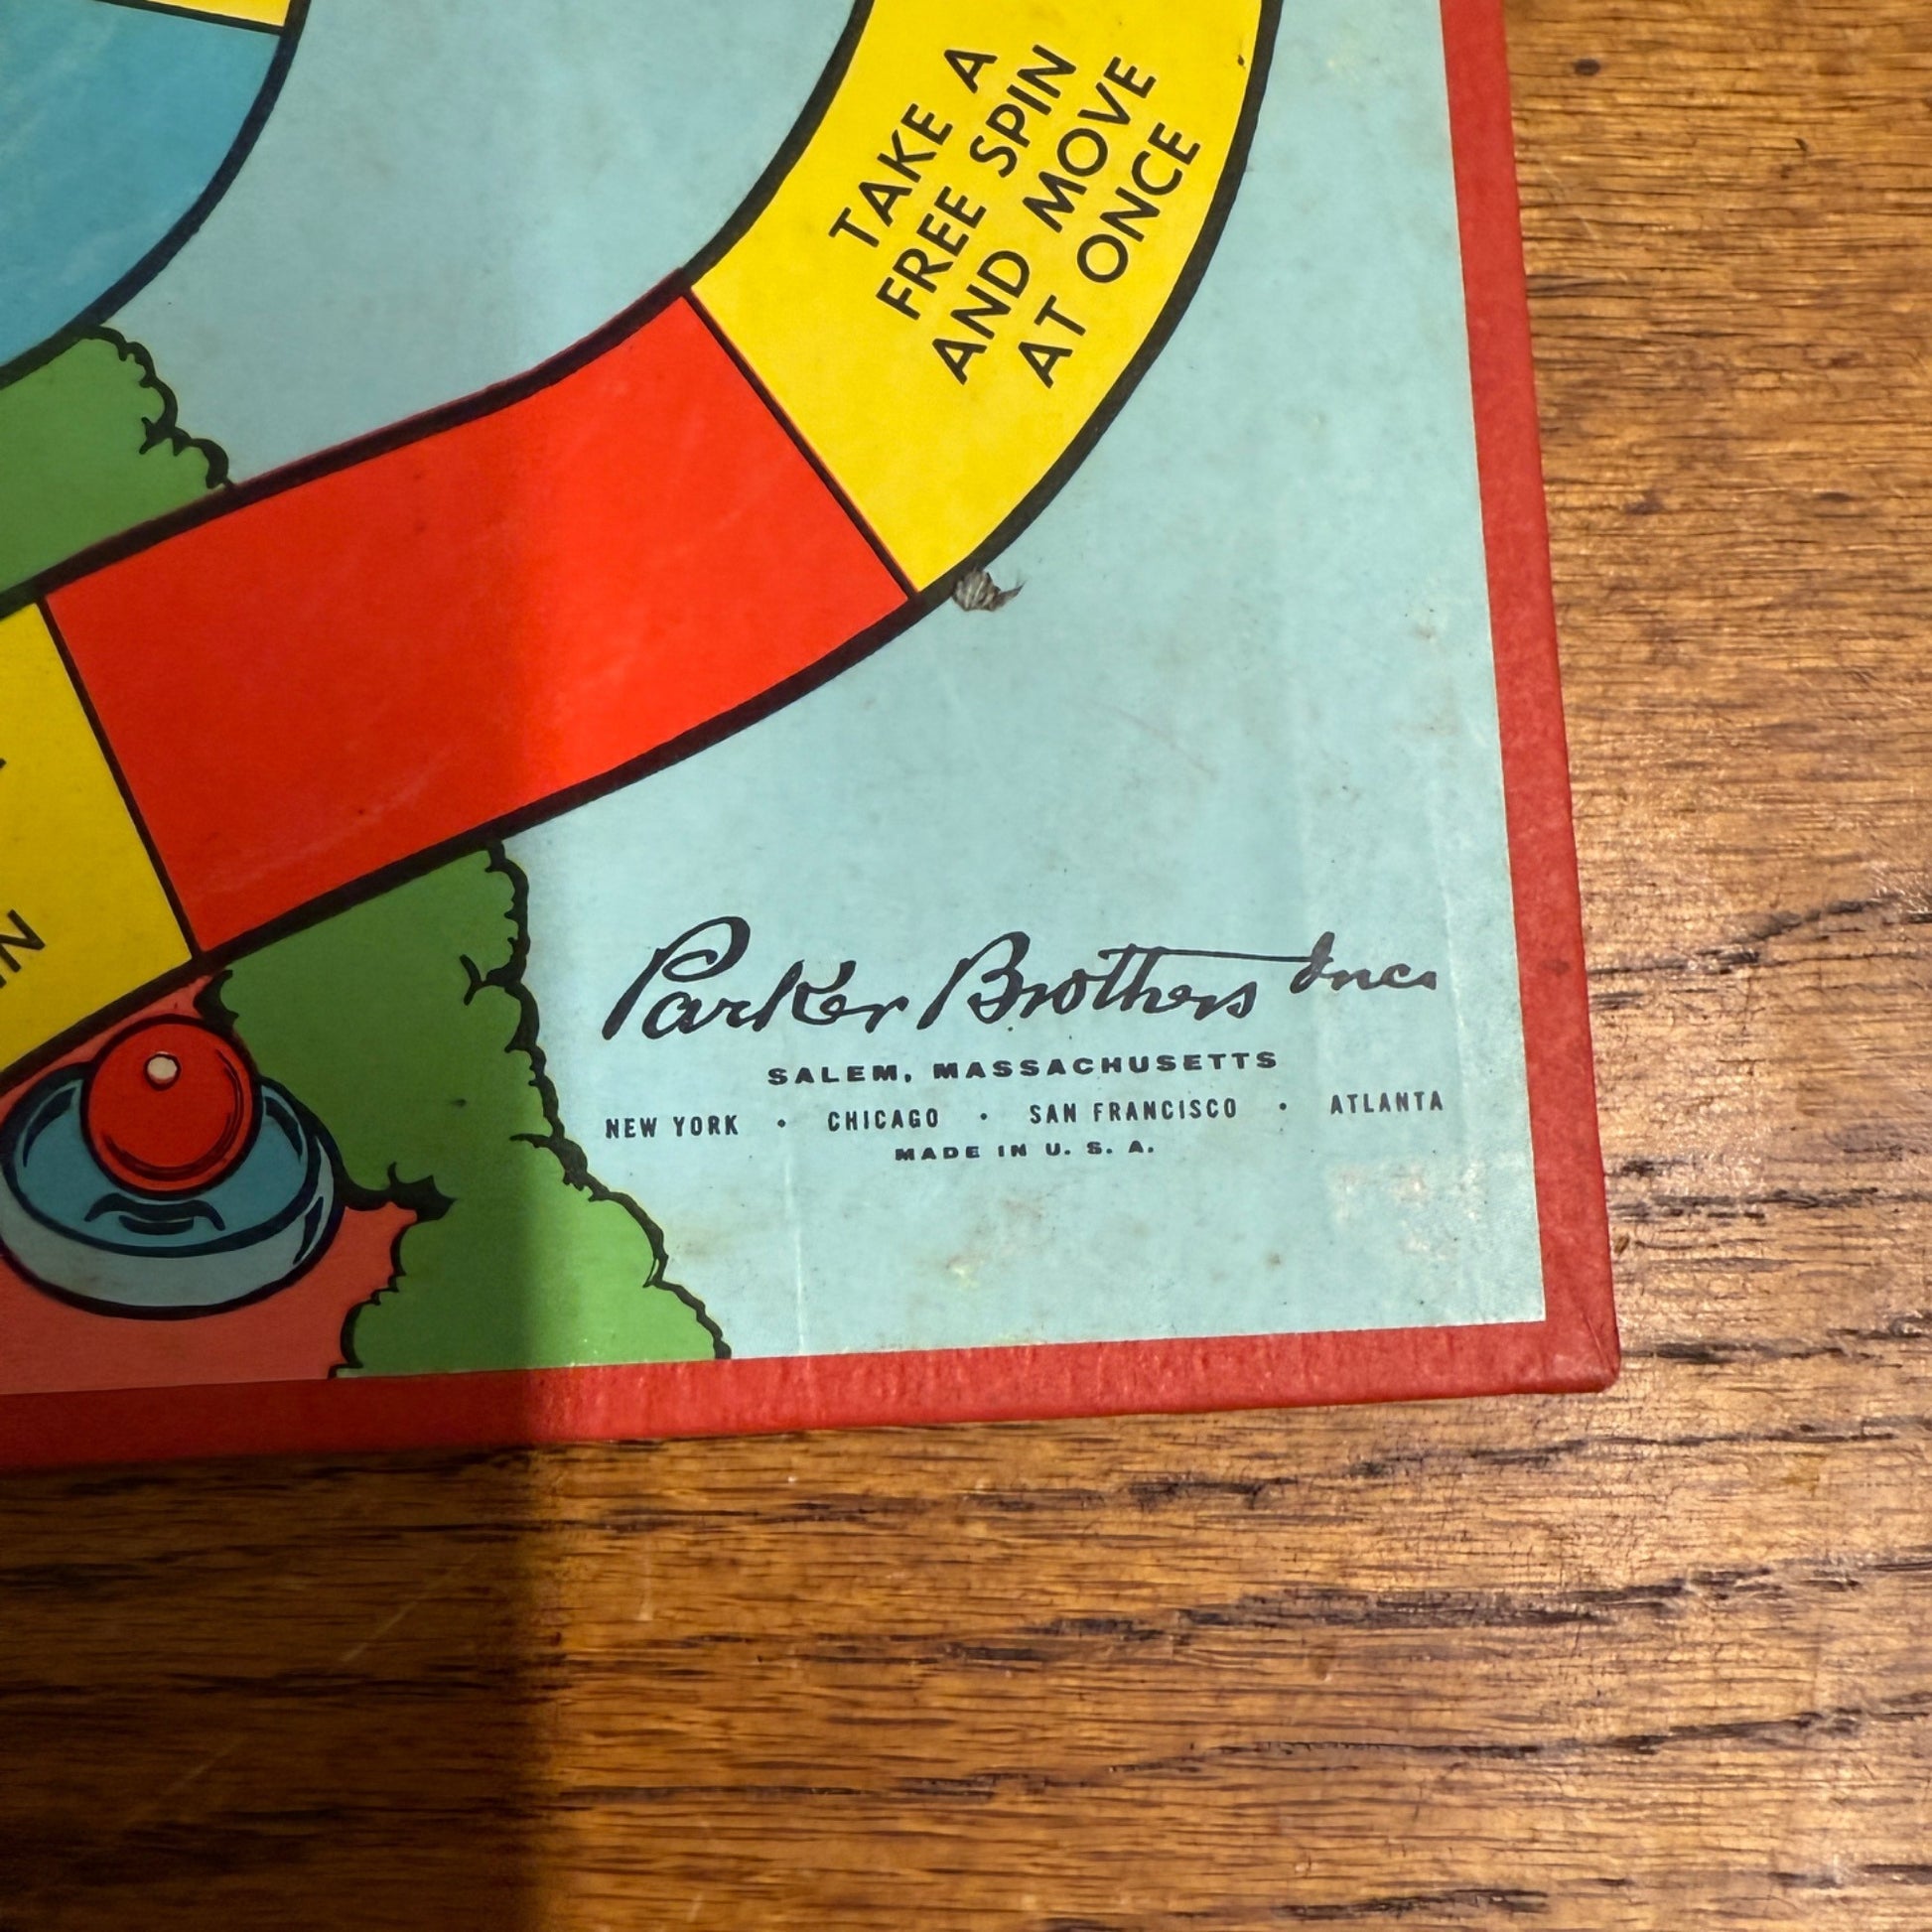 TAKE A
FREE SPIN
AND MOVE
AT ONCE
Parker Brothers Inc.
SALEM, MASSACHUSETTS
NEW YORK • CHICAGO • SAN FRANCISCO • ATLANTA
MADE IN U. S. A.